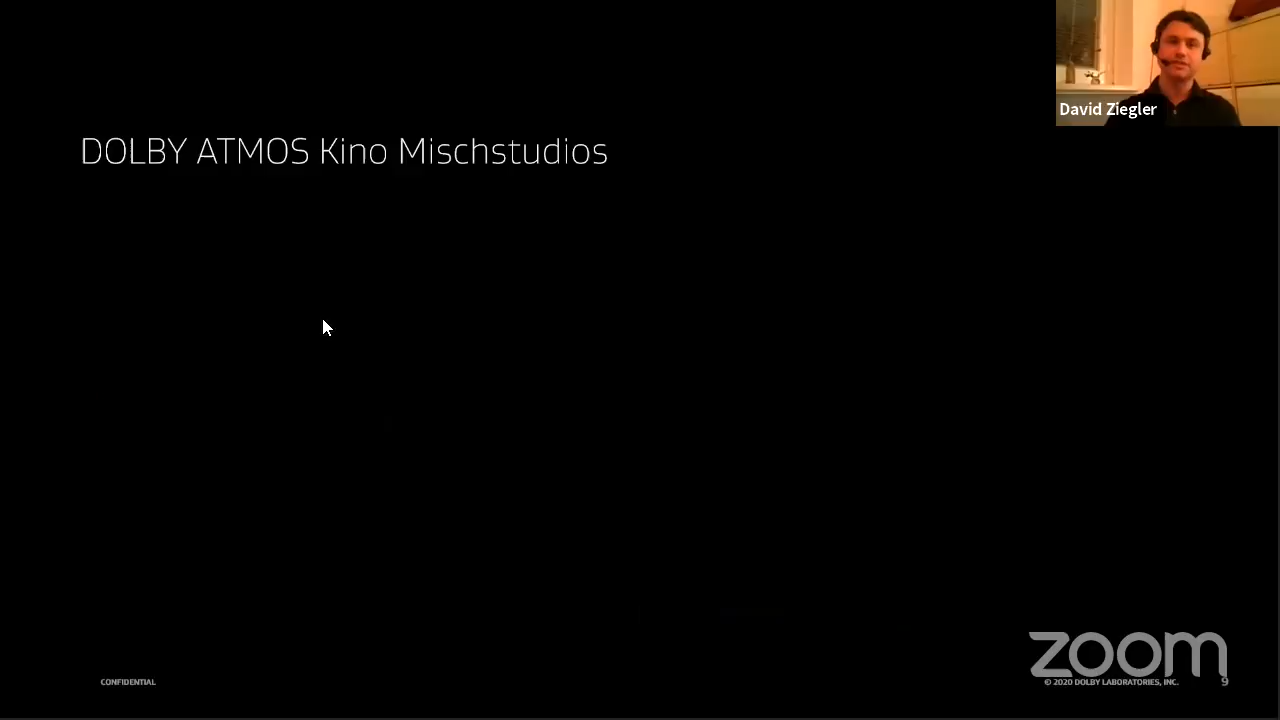 David Ziegler
DOLBY ATMOS Kino Mischstudios
zoom
CONFIDENTIAL
© 2020 DOLBY LABORATORIES, INC.
9